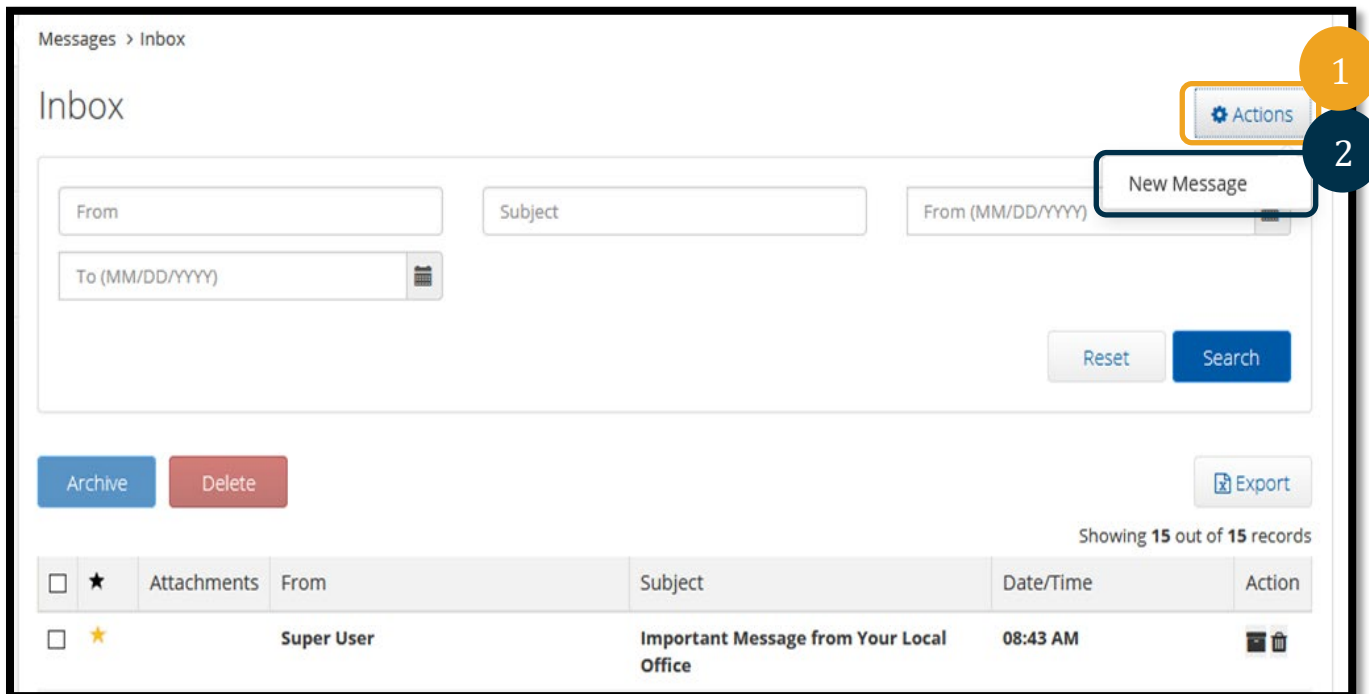 Messages > Inbox
1
Inbox
Actions
2
New Message
From
Subject
From (MM/DD/YYYY)
To (MM/DD/YYYY)
Reset
Search
Archive
Delete
Export
Showing 15 out of 15 records
Attachments
From
Subject
Date/Time
Action
Super User
Important Message from Your Local
Office
08:43 AM